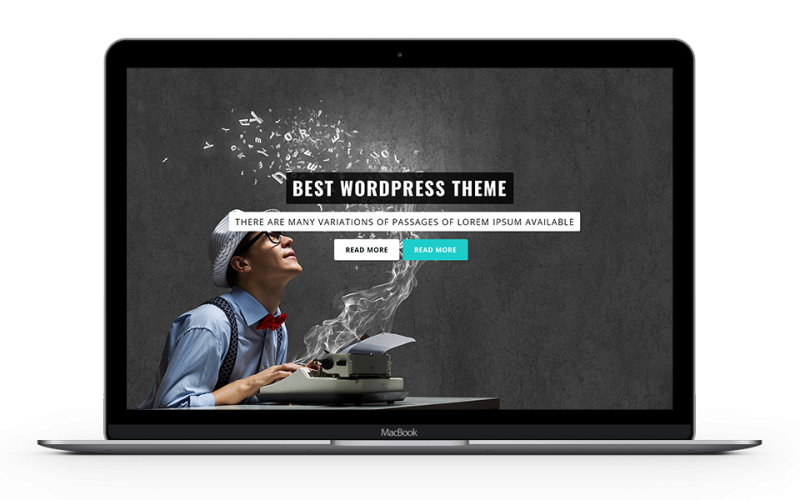 BEST WORDPRESS THEME
THERE ARE MANY VARIATIONS OF PASSAGES OF LOREM IPSUM AVAILABLE
READ MORE
READ MORE
MacBook